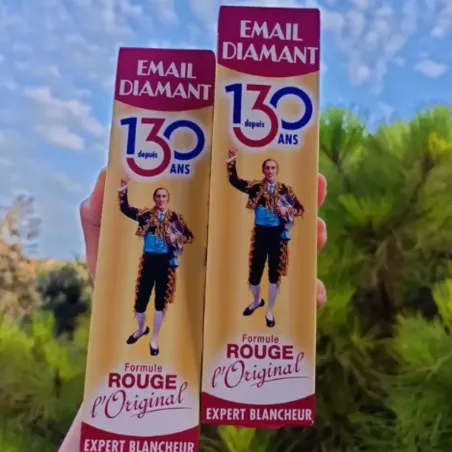 EMAIL
DIAMANT
130
depuis
ANS
Formule
ROUGE
l'Original
EXPERT BLANCHEUR
EMAIL
DIAMANT
130
depuis
ANS
Formule
ROUGE
l'Original
EXPERT BLANCHEUR